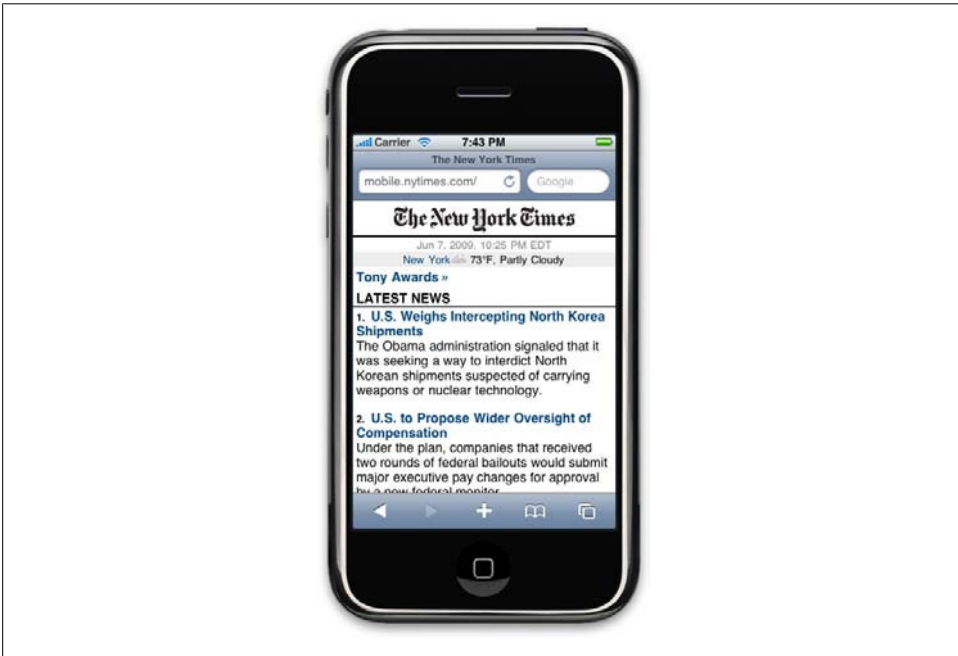 Carrier 7:43 PM
The New York Times
mobile.nytimes.com/ Google
The New York Times
Jun 7, 2009, 10:25 PM EDT
New York 73°F, Partly Cloudy
Tony Awards »
LATEST NEWS
1. U.S. Weighs Intercepting North Korea
Shipments
The Obama administration signaled that it
was seeking a way to interdict North
Korean shipments suspected of carrying
weapons or nuclear technology.
2. U.S. to Propose Wider Oversight of
Compensation
Under the plan, companies that received
two rounds of federal bailouts would submit
major executive pay changes for approval
by a new federal monitor